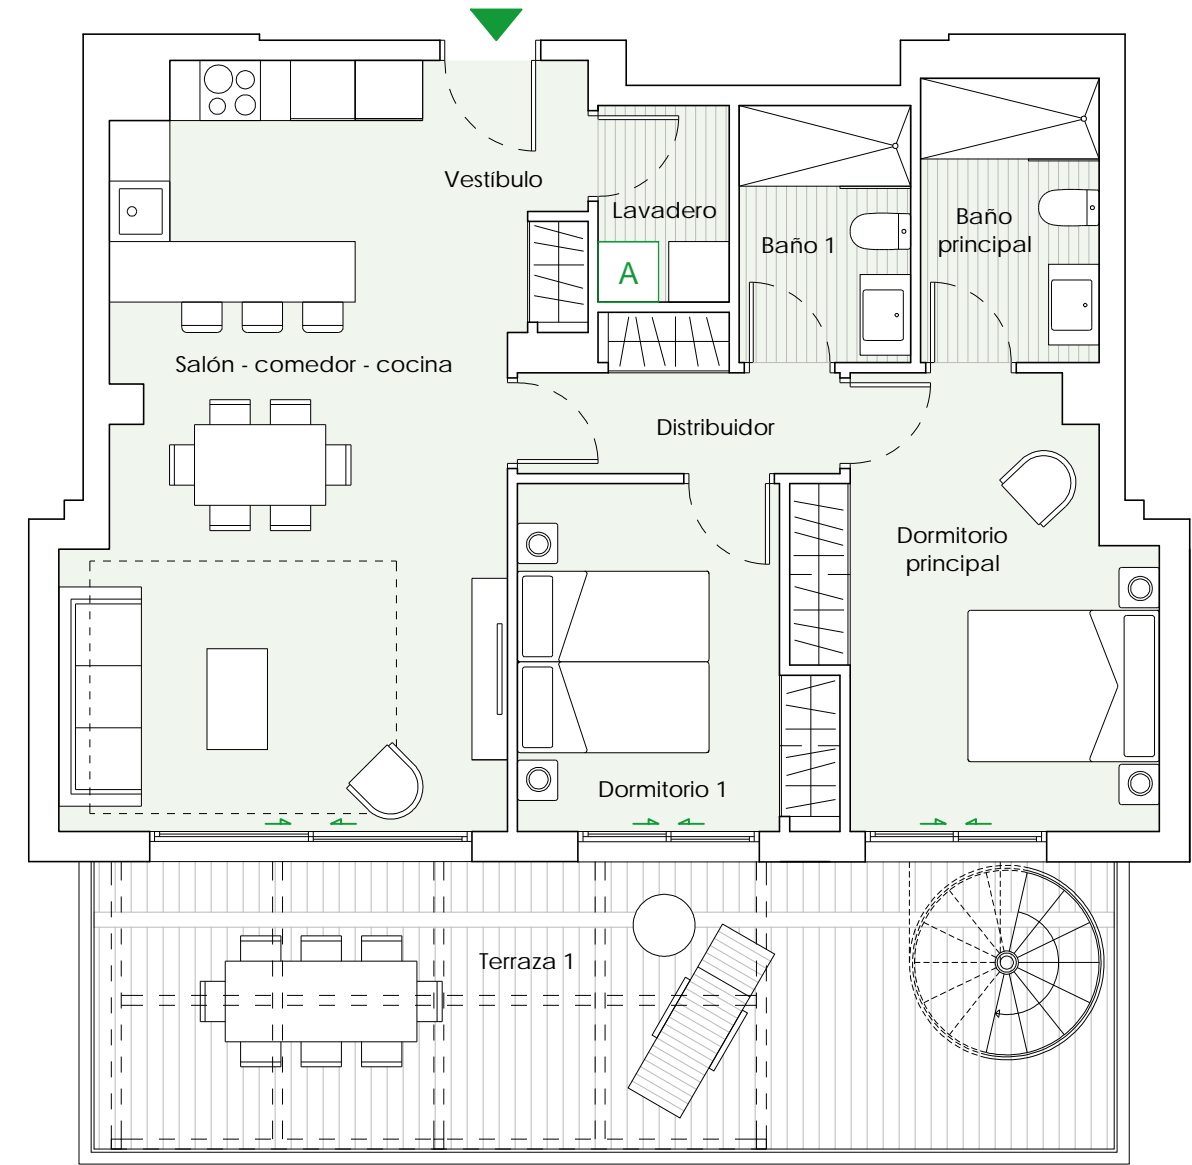 Vestíbulo
Lavadero
A
Baño 1
Baño
principal
Salón - comedor - cocina
Distribuidor
Dormitorio
principal
Dormitorio 1
Terraza 1